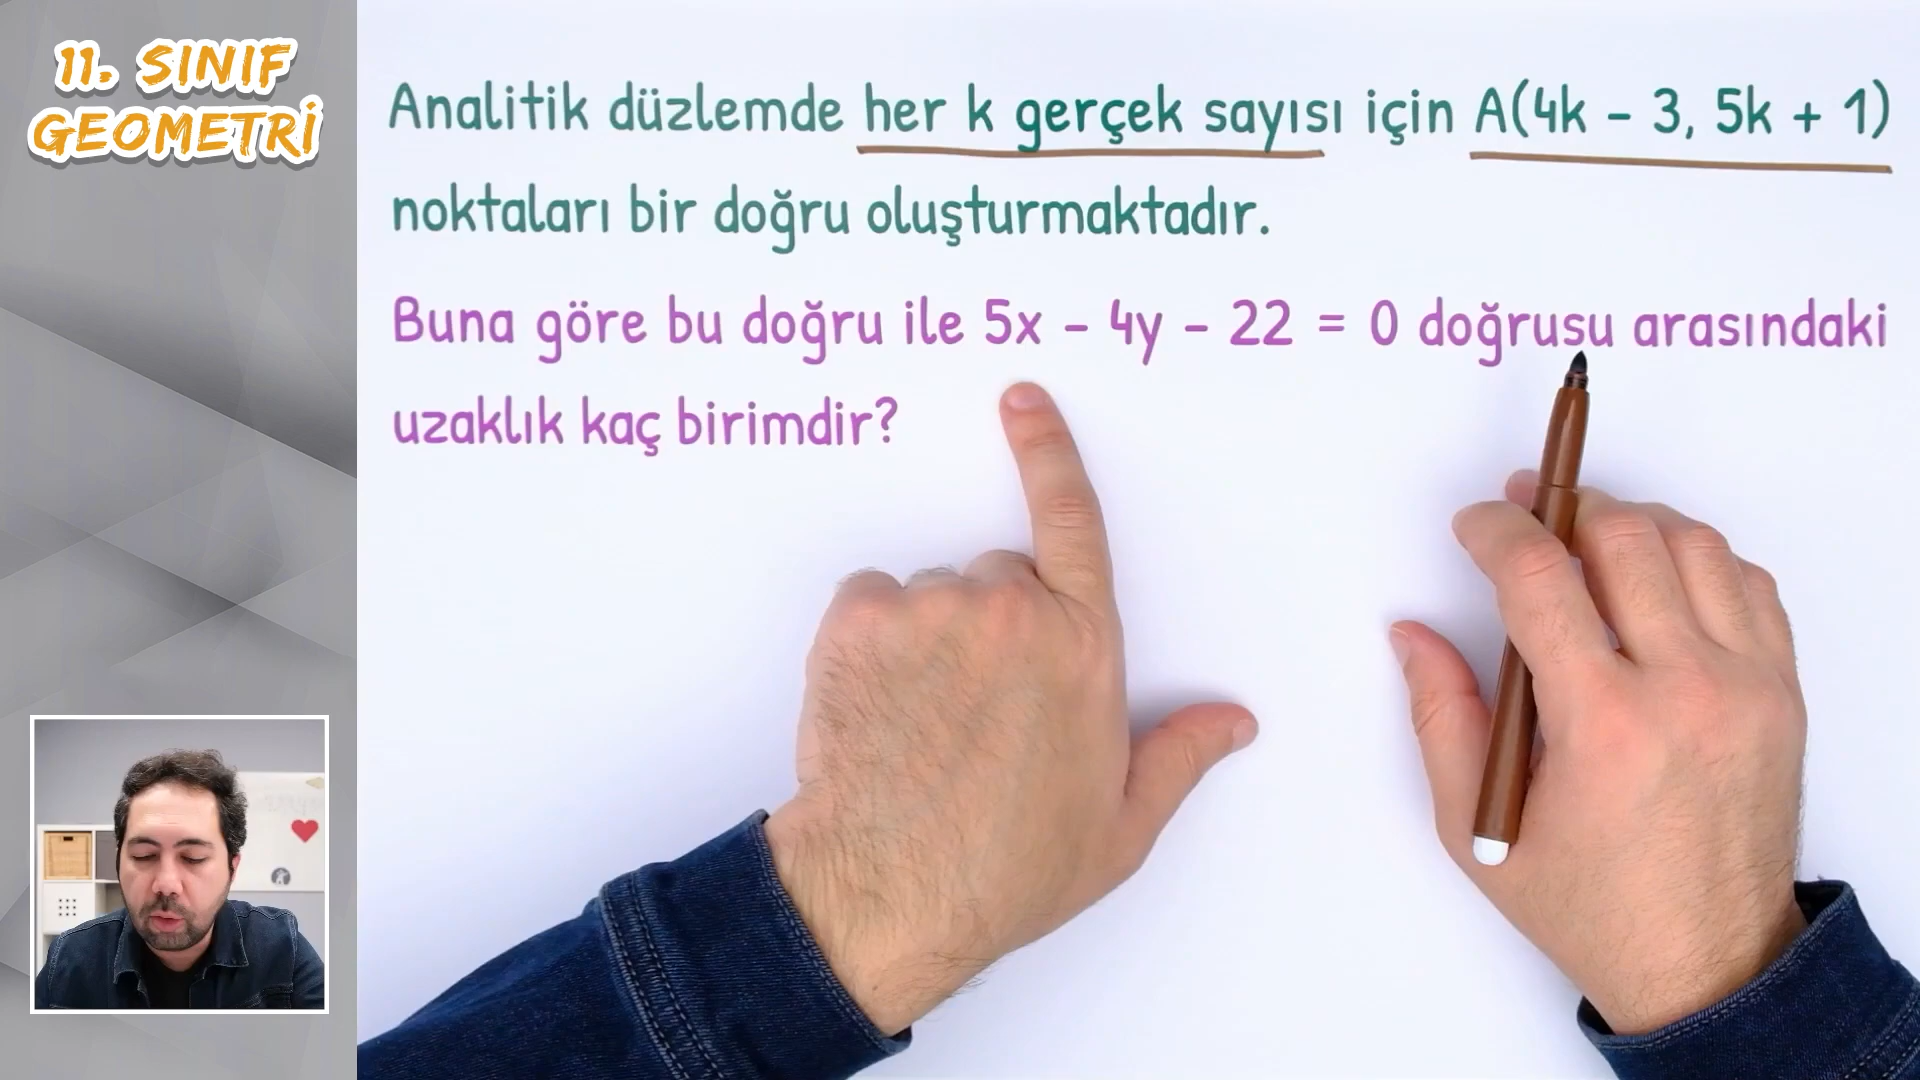 11. SINIF
GEOMETRİ
Analitik düzlemde her k gerçek sayısı için A(4k - 3, 5k + 1)
noktaları bir doğru oluşturmaktadır.
Buna göre bu doğru ile 5x - 4y - 22 = 0 doğrusu arasındaki
uzaklık kaç birimdir?